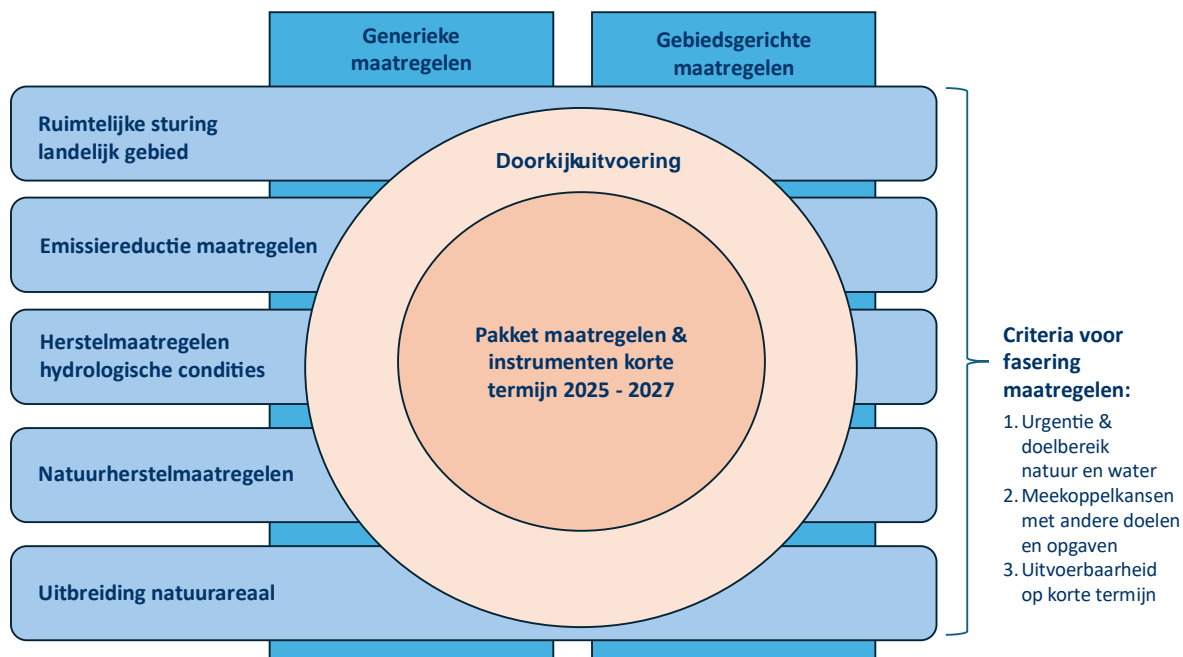 Generieke
maatregelen
Gebiedsgerichte
maatregelen
Ruimtelijke sturing
landelijk gebied
Doorkijk uitvoering
Emissiereductie maatregelen
Herstelmaatregelen
hydrologische condities
Pakket maatregelen &
instrumenten korte
termijn 2025 - 2027
Natuurherstelmaatregelen
Uitbreiding natuurareaal
Criteria voor
fasering
maatregelen:
1. Urgentie &
doelbereik
natuur en water
2. Meekoppelkansen
met andere doelen
en opgaven
3. Uitvoerbaarheid
op korte termijn